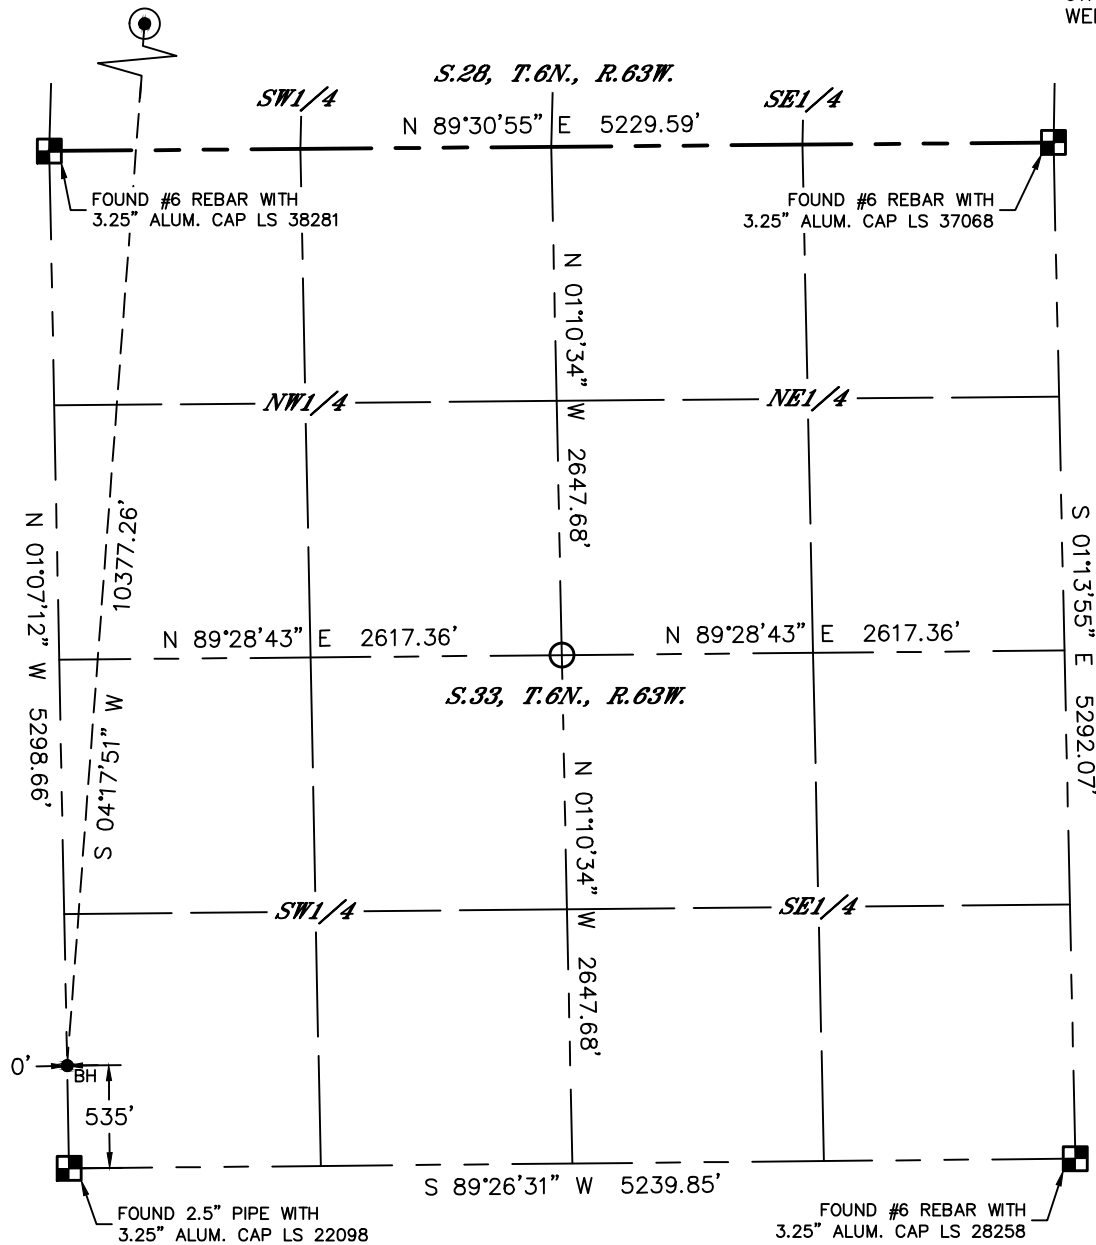 WEL
S.28, T.6N., R.63W.
SW1/4
SE1/4
N 89°30'55" E 5229.59'
FOUND #6 REBAR WITH
3.25" ALUM. CAP LS 38281
FOUND #6 REBAR WITH
3.25" ALUM. CAP LS 37068
N 01°10'34" W 2647.68'
NW1/4
NE1/4
N 01°07'12" W 5298.66'
S 04°17'51" W 10377.26'
S 01°13'55" E 5292.07'
N 89°28'43" E 2617.36'
N 89°28'43" E 2617.36'
S.33, T.6N., R.63W.
N 01°10'34" W 2647.68'
SW1/4
SE1/4
0'
BH
535'
S 89°26'31" W 5239.85'
FOUND 2.5" PIPE WITH
3.25" ALUM. CAP LS 22098
FOUND #6 REBAR WITH
3.25" ALUM. CAP LS 28258